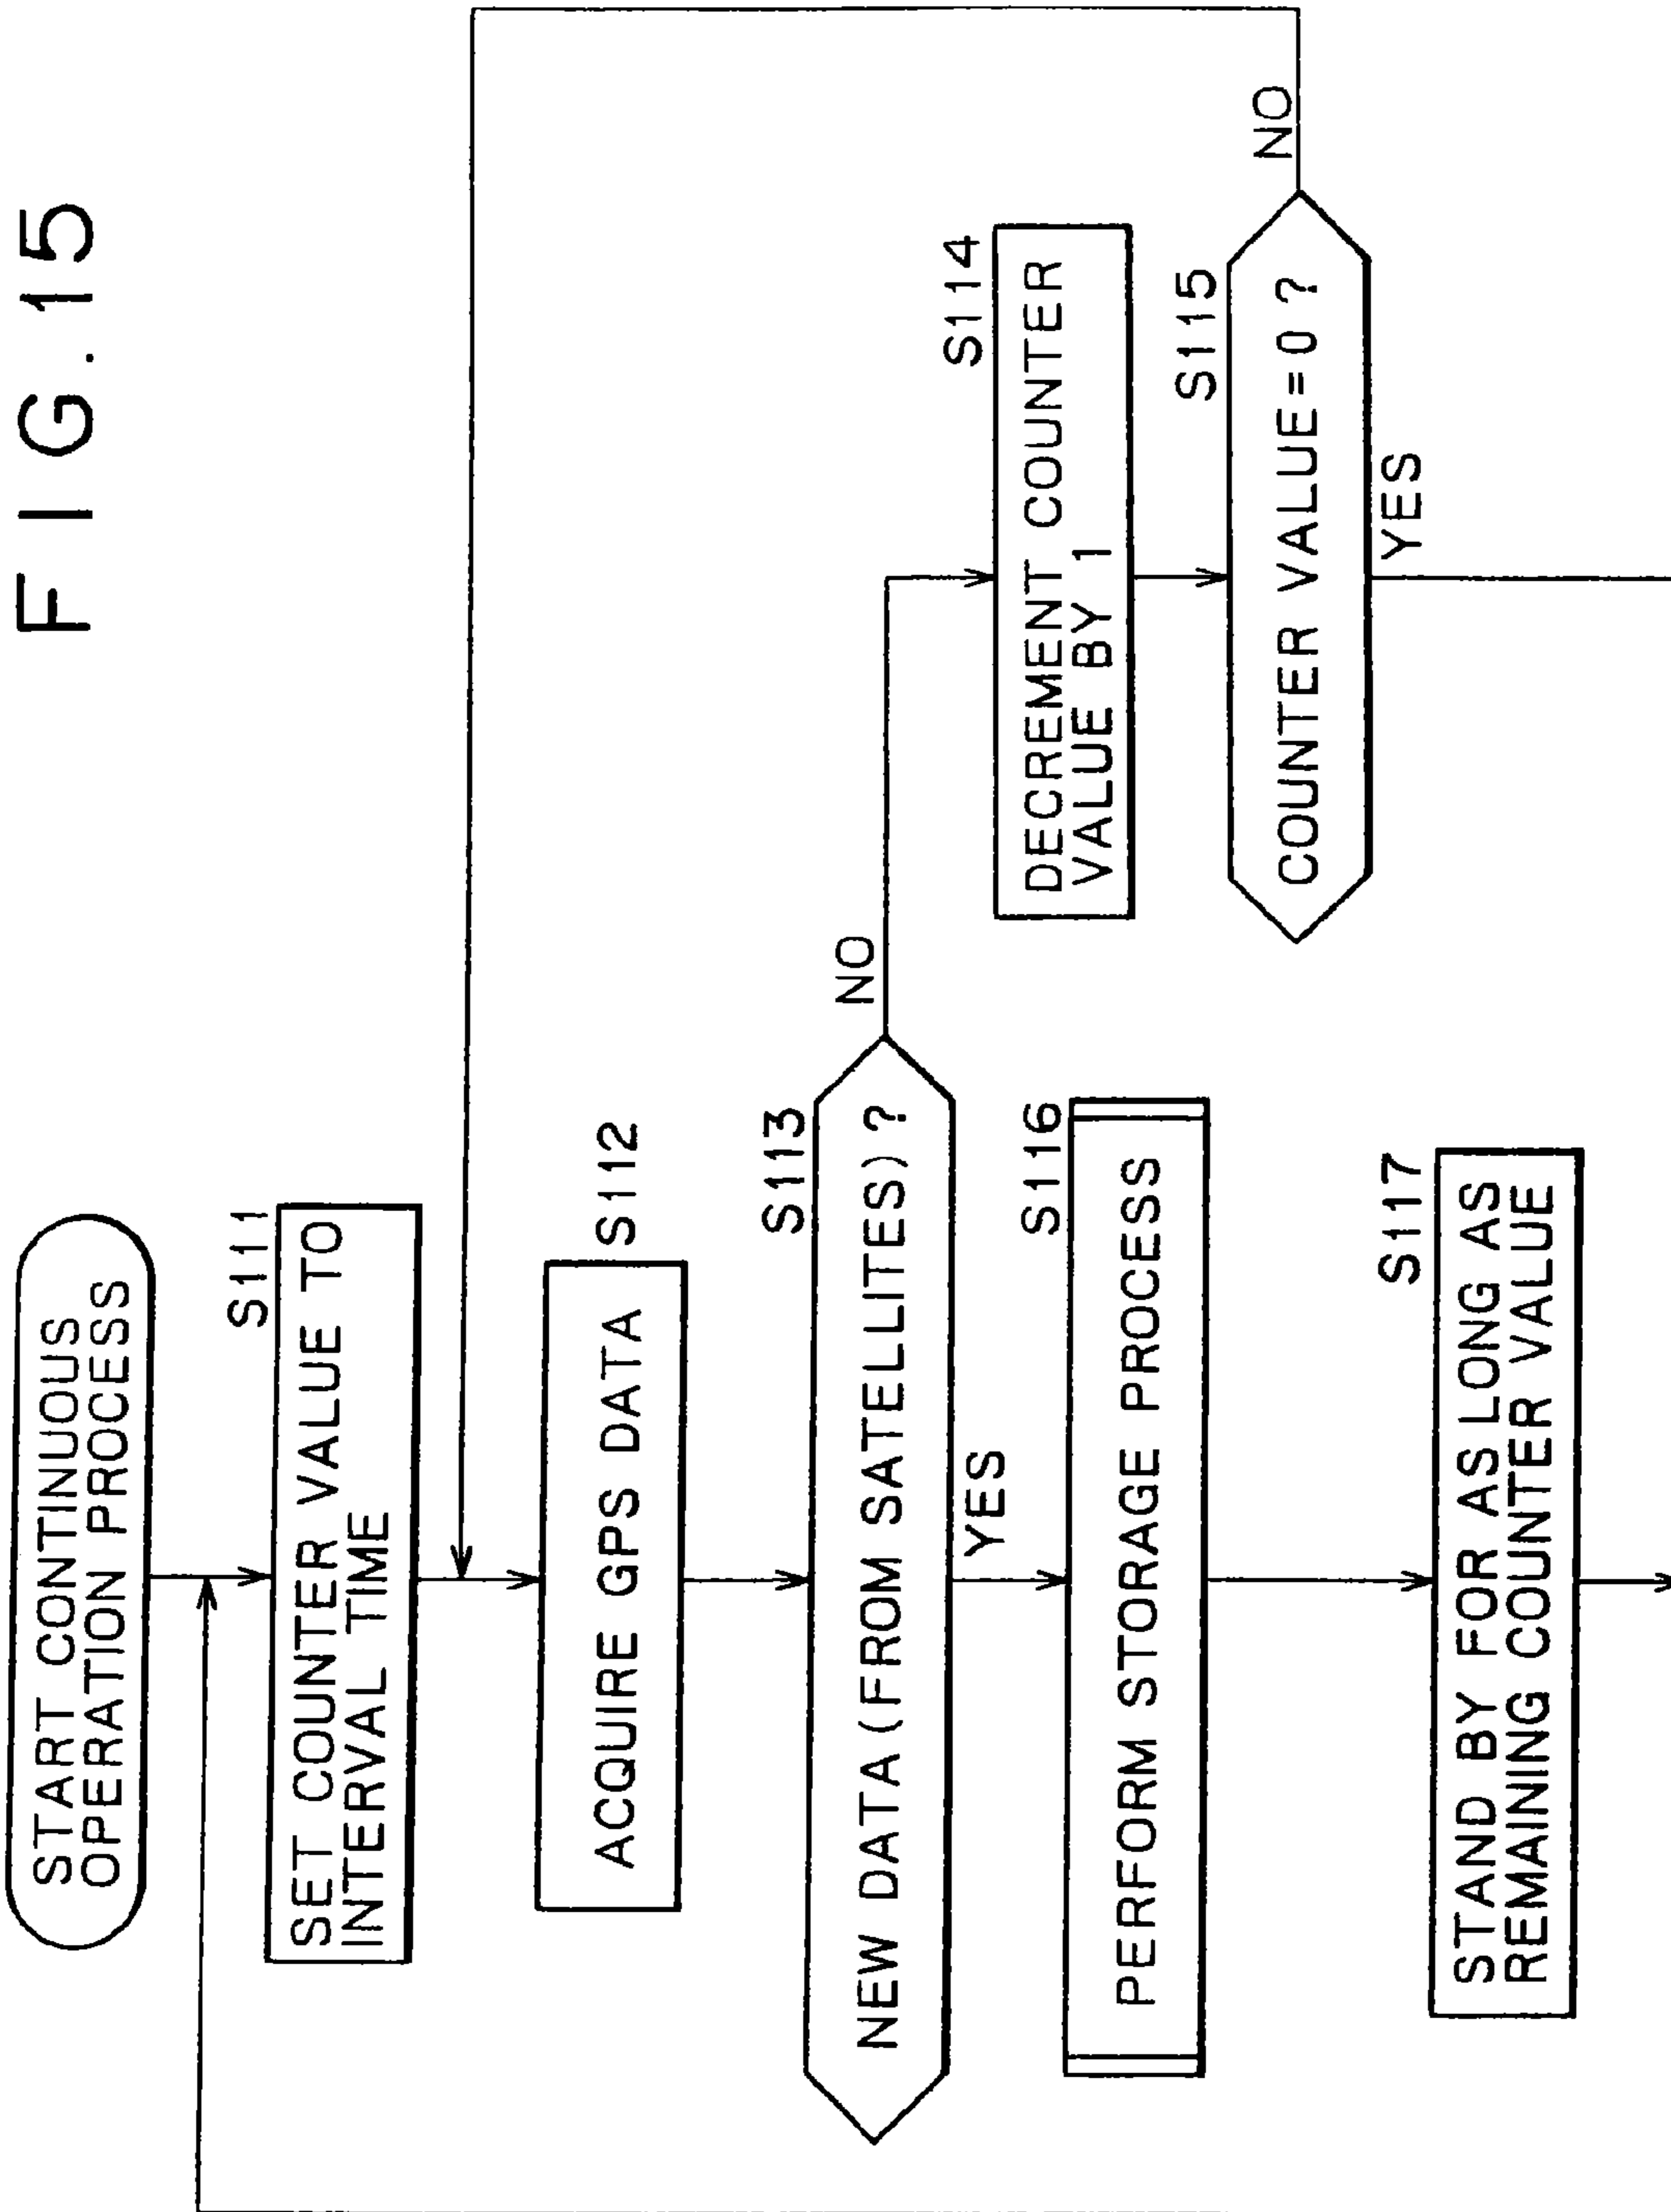 FIG.15
START CONTINUOUS
OPERATION PROCESS
S111
SET COUNTER VALUE TO
INTERVAL TIME
S112
ACQUIRE GPS DATA
S113
NEW DATA (FROM SATELLITES) ?
NO
YES
S114
DECREMENT COUNTER
VALUE BY 1
S115
COUNTER VALUE=0 ?
NO
YES
S116
PERFORM STORAGE PROCESS
S117
STAND BY FOR AS LONG AS
REMAINING COUNTER VALUE